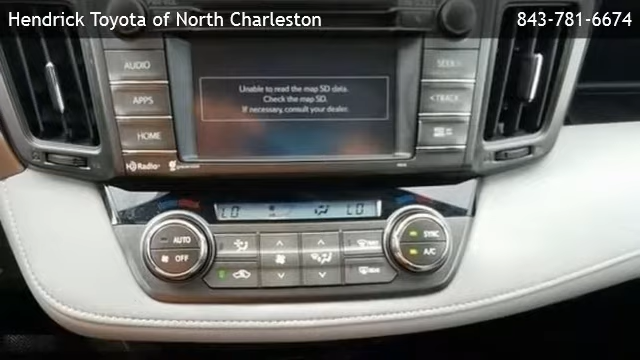 Hendrick Toyota of North Charleston 843-781-6674
AUDIO
SEEK>
Unable to read the map SD data.
Check the map SD.
If necessary, consult your dealer.
APPS
<TRACK
HOME
HD Radio
LO LO
AUTO
OFF
SYNC
A/C